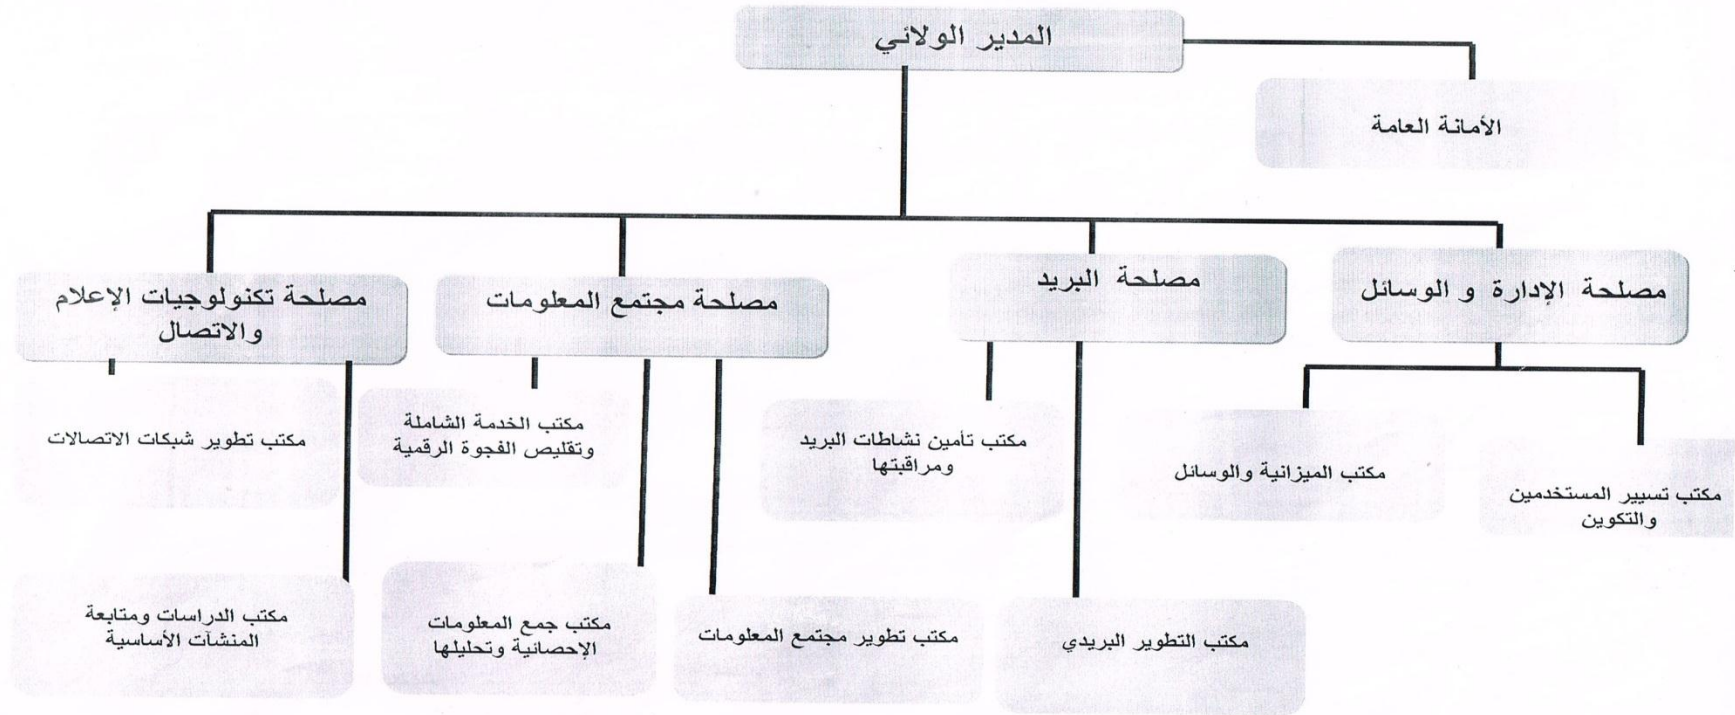 المدير الولائي
الأمانة العامة
مصلحة الإدارة و الوسائل
مصلحة البريد
مصلحة مجتمع المعلومات
مصلحة تكنولوجيات الإعلام
والاتصال
مكتب تسيير المستخدمين
والتكوين
مكتب الميزانية والوسائل
مكتب تأمين نشاطات البريد
ومراقبتها
مكتب الخدمة الشاملة
وتقليص الفجوة الرقمية
مكتب تطوير شبكات الاتصالات
مكتب التطوير البريدي
مكتب تطوير مجتمع المعلومات
مكتب جمع المعلومات
الإحصائية وتحليلها
مكتب الدراسات ومتابعة
المنشآت الأساسية